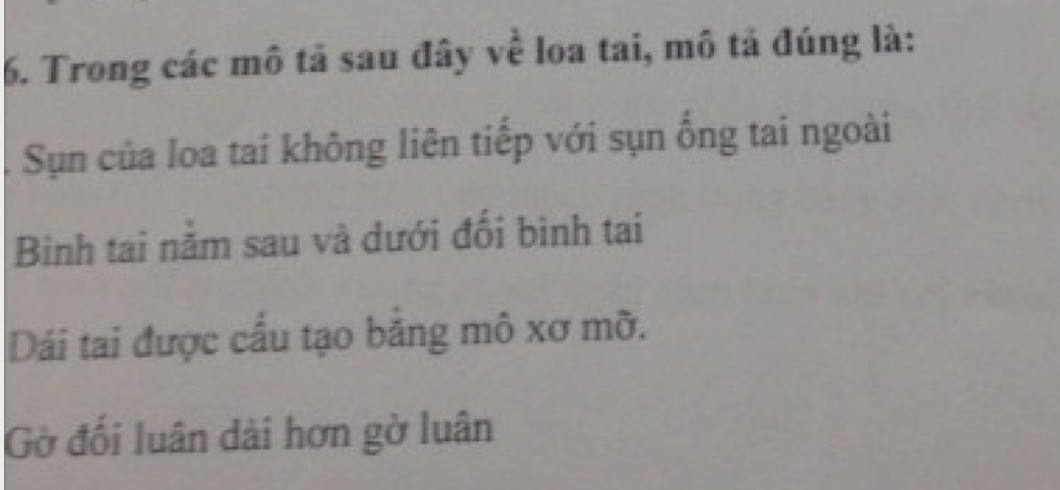 6. Trong các mô tả sau đây về loa tai, mô tả đúng là:
. Sụn của loa tai không liên tiếp với sụn ống tai ngoài
Bình tai nằm sau và dưới đối bình tai
Dái tai được cấu tạo bằng mô xơ mỡ.
Gờ đối luân dài hơn gờ luân